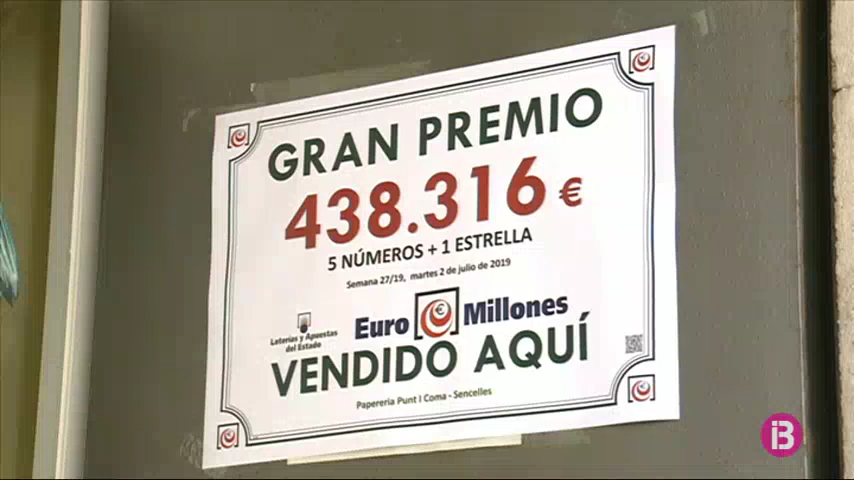 GRAN PREMIO
438.316 €
5 NÚMEROS + 1 ESTRELLA
Semana 27/19, martes 2 de julio de 2019
Loterías y Apuestas
del Estado
Euro Millones
VENDIDO AQUÍ
Papereria Punt I Coma - Sencelles